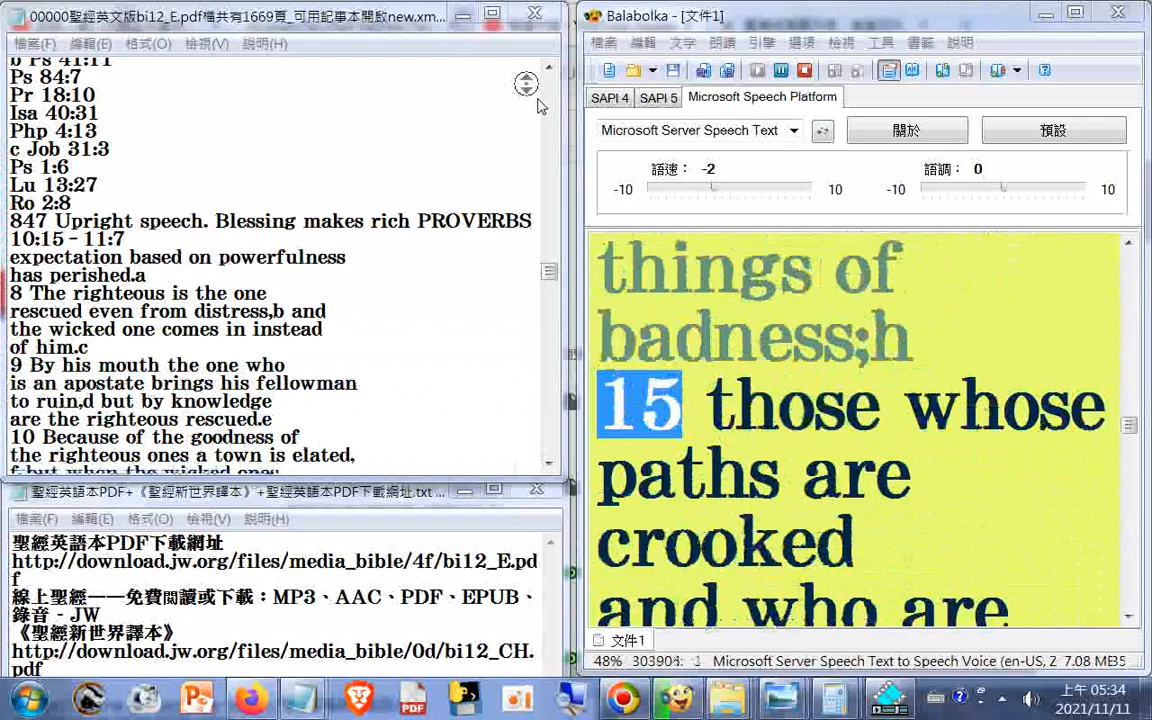 00000聖經英文版bi12_E.pdf檔共有1669頁_可用記事本開啟new.xm...
檔案(F) 編輯(E) 格式(O) 檢視(V) 說明(H)
b Ps 41:11
Ps 84:7
Pr 18:10
Isa 40:31
Php 4:13
c Job 31:3
Ps 1:6
Lu 13:27
Ro 2:8
847 Upright speech. Blessing makes rich PROVERBS
10:15–11:7
expectation based on powerfulness
has perished.a
8 The righteous is the one
rescued even from distress,b and
the wicked one comes in instead
of him.c
9 By his mouth the one who
is an apostate brings his fellowman
to ruin,d but by knowledge
are the righteous rescued.e
10 Because of the goodness of
the righteous ones a town is elated,
f but when the wicked ones
聖經英語本PDF+《聖經新世界譯本》+聖經英語本PDF下載網址.txt ...
檔案(F) 編輯(E) 格式(O) 檢視(V) 說明(H)
聖經英語本PDF下載網址
http://download.jw.org/files/media_bible/4f/bi12_E.pd
f
線上聖經——免費閱讀或下載：MP3、AAC、PDF、EPUB、
錄音 - JW
《聖經新世界譯本》
http://download.jw.org/files/media_bible/0d/bi12_CH.
pdf
Balabolka - [文件1]
檔案 編輯 文字 朗讀 引擎 選項 檢視 工具 書籤 說明
SAPI 4 SAPI 5 Microsoft Speech Platform
Microsoft Server Speech Text 關於 預設
語速： -2 語調： 0
-10 10 -10 10
things of
badness;h
15 those whose
paths are
crooked
and who are
文件1
48% Microsoft Server Speech Text to Speech Voice (en-US, Z 7.08 MB
PDF
上午 05:34
2021/11/11